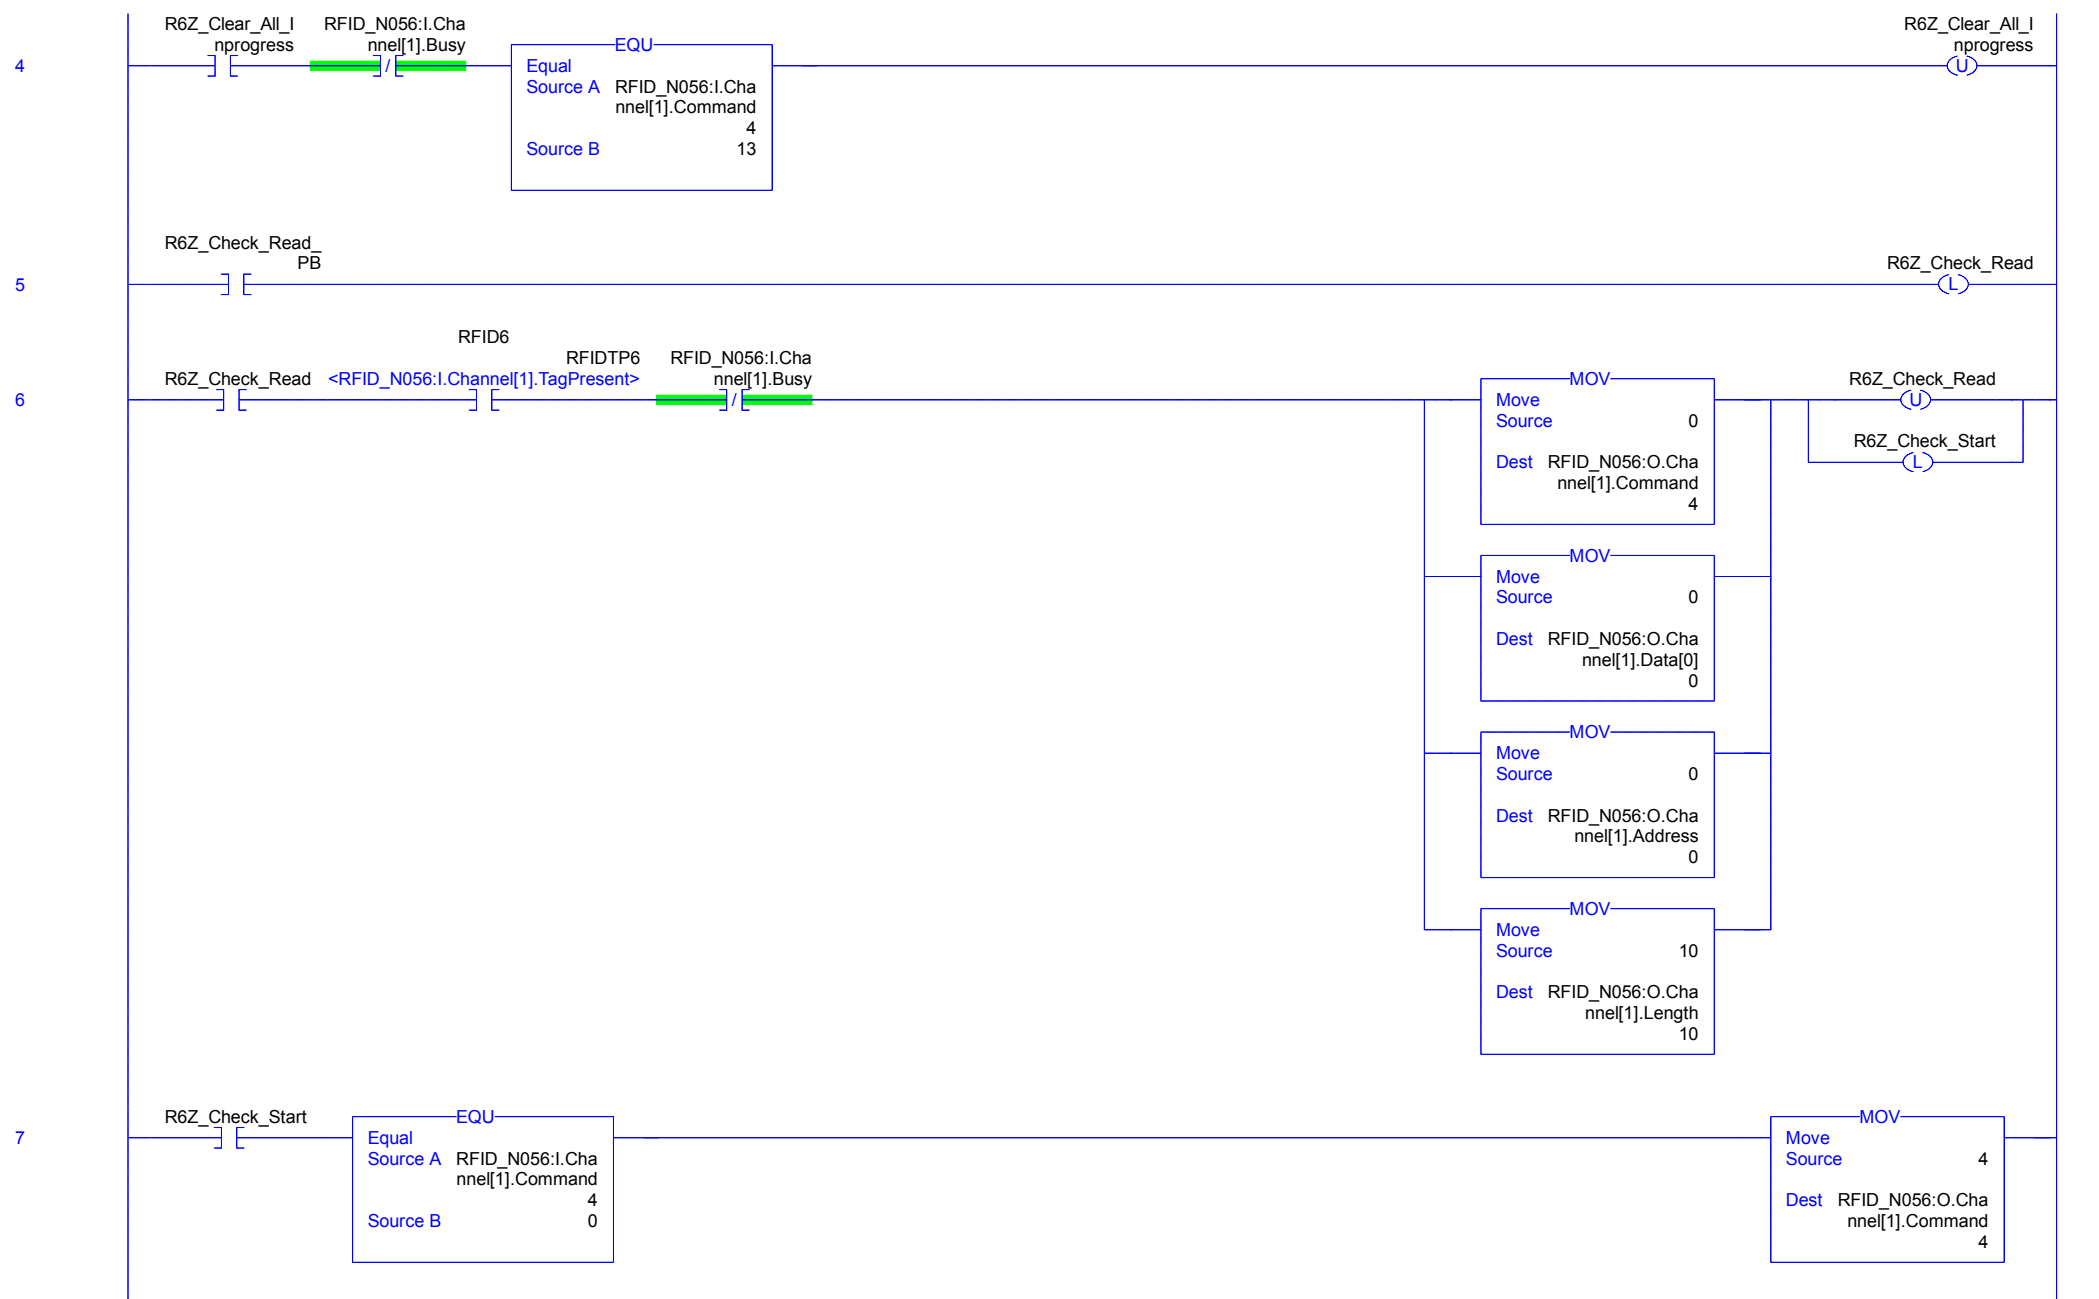 R6Z_Clear_All_I
nprogress
RFID_N056:I.Cha
nnel[1].Busy
R6Z_Clear_All_I
nprogress
4
/
EQU
Equal
Source A RFID_N056:I.Cha
nnel[1].Command
4
Source B 13
U
R6Z_Check_Read_
PB
R6Z_Check_Read
5
L
RFID6
RFIDTP6
R6Z_Check_Read
<RFID_N056:I.Channel[1].TagPresent>
RFID_N056:I.Cha
nnel[1].Busy
6
/
MOV
Move
Source 0
Dest RFID_N056:O.Cha
nnel[1].Command
4
R6Z_Check_Read
U
R6Z_Check_Start
L
MOV
Move
Source 0
Dest RFID_N056:O.Cha
nnel[1].Data[0]
0
MOV
Move
Source 0
Dest RFID_N056:O.Cha
nnel[1].Address
0
MOV
Move
Source 10
Dest RFID_N056:O.Cha
nnel[1].Length
10
R6Z_Check_Start
7
EQU
Equal
Source A RFID_N056:I.Cha
nnel[1].Command
4
Source B 0
MOV
Move
Source 4
Dest RFID_N056:O.Cha
nnel[1].Command
4